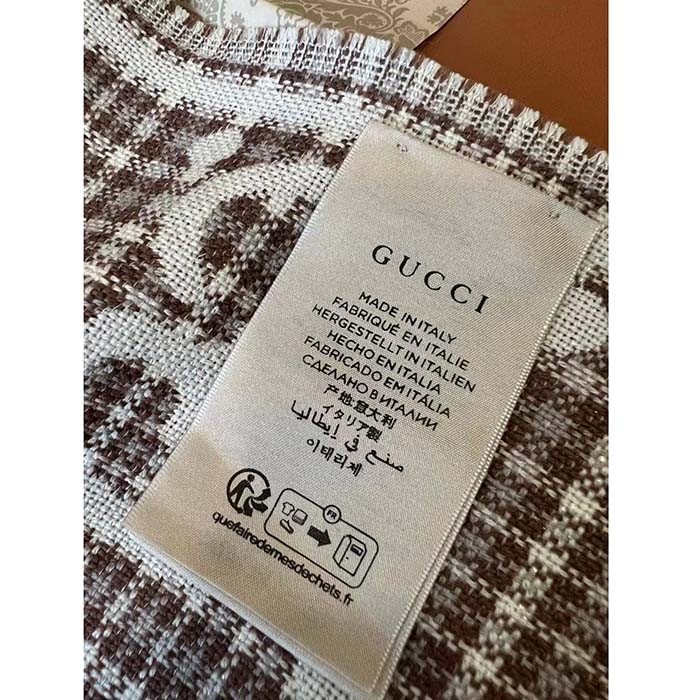 GUCCI
MADE IN ITALY
FABRIQUÉ EN ITALIE
HERGESTELLT IN ITALIEN
HECHO EN ITALIA
FABRICADO EM ITÁLIA
СДЕЛАНО В ИТАЛИИ
产地:意大利
イタリア製
صنع في إيطاليا
이태리제
FR
quefairedemesdechets.fr